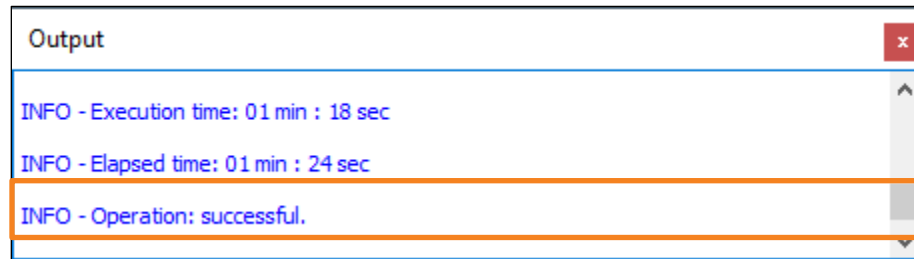 Output
x
INFO - Execution time: 01 min : 18 sec
INFO - Elapsed time: 01 min : 24 sec
INFO - Operation: successful.